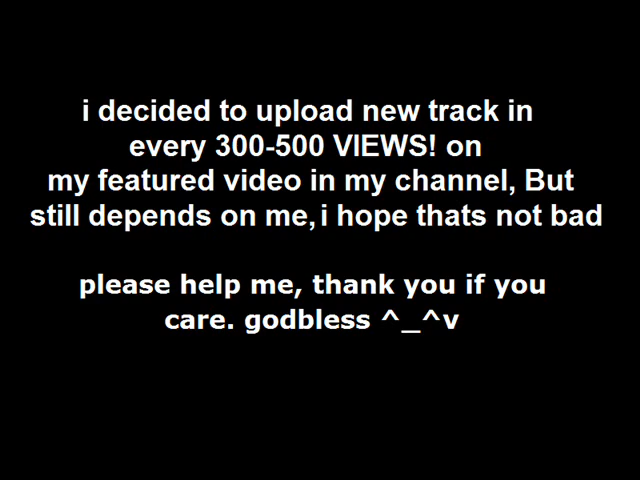 i decided to upload new track in
every 300-500 VIEWS! on
my featured video in my channel, But
still depends on me, i hope thats not bad
please help me, thank you if you
care. godbless ^_^v